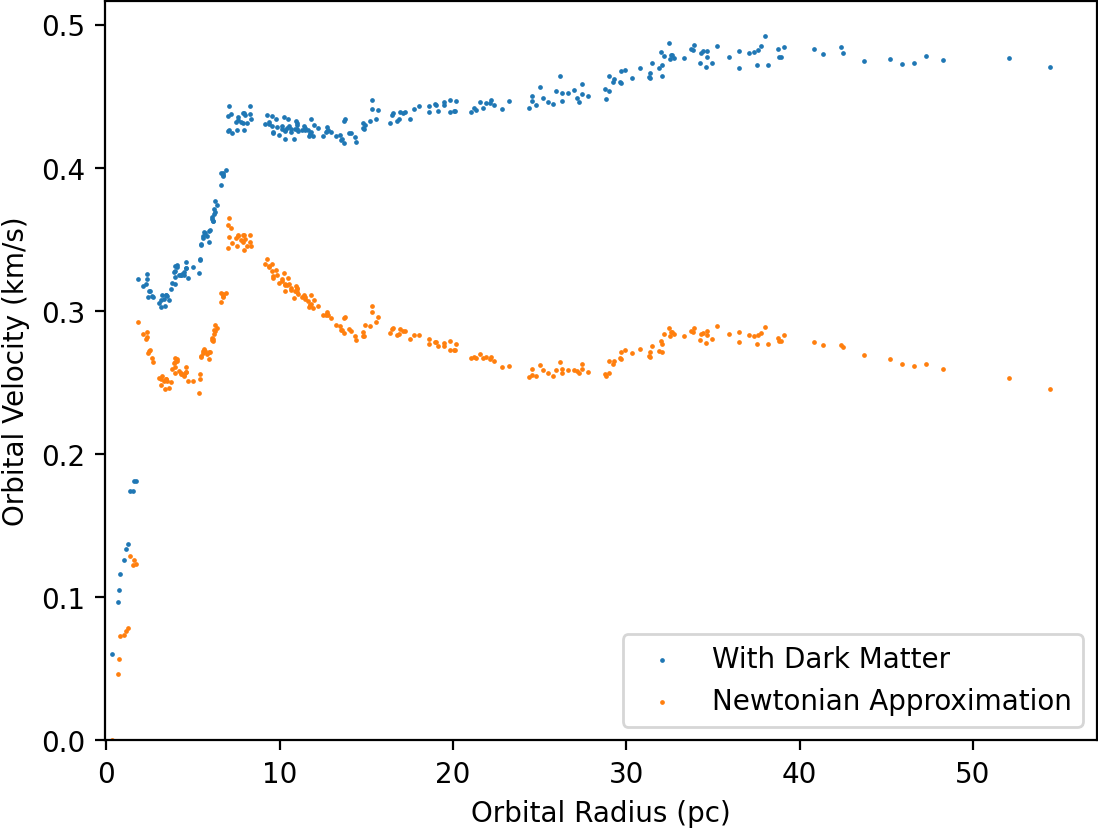 0.5
0.4
0.3
0.2
0.1
0.0
Orbital Velocity (km/s)
0 10 20 30 40 50
Orbital Radius (pc)
With Dark Matter
Newtonian Approximation